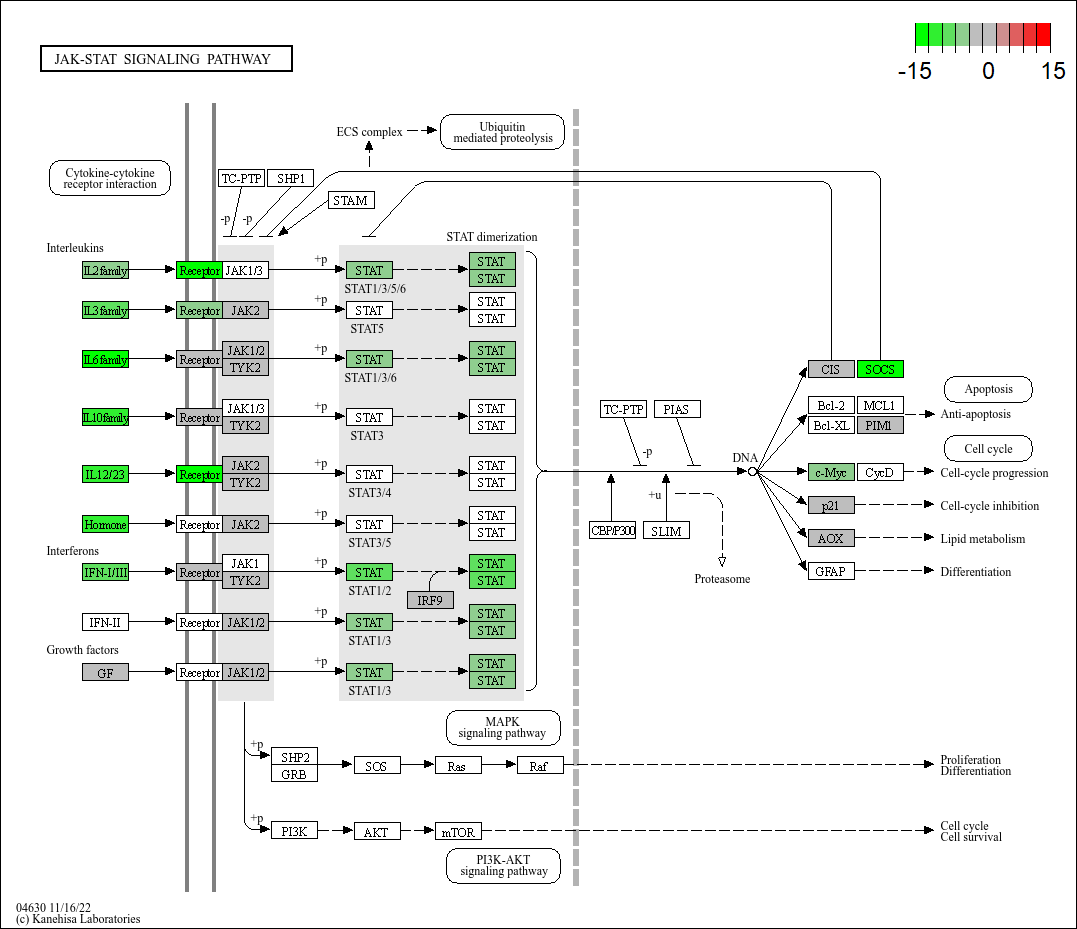 JAK-STAT SIGNALING PATHWAY
-15 0 15
ECS complex
Ubiquitin
mediated proteolysis
Cytokine-cytokine
receptor interaction
TC-PTP SHP1
STAM
-p -p
STAT dimerization
Interleukins
IL2family Receptor JAK1/3 +p STAT STAT
STAT
STAT1/3/5/6
IL3family Receptor JAK2 +p STAT STAT
STAT
STAT5
IL6family Receptor JAK1/2 +p STAT STAT
TYK2 STAT
STAT1/3/6
CIS SOCS
Apoptosis
IL10family Receptor JAK1/3 +p STAT STAT
TYK2 STAT
STAT3
TC-PTP PIAS
Bcl-2 MCL1
Anti-apoptosis
Bcl-XL PIM1
-p
Cell cycle
DNA
IL12/23 Receptor JAK2 +p STAT STAT
TYK2 STAT
STAT3/4
c-Myc CycD Cell-cycle progression
+u
p21 Cell-cycle inhibition
Hormone Receptor JAK2 +p STAT STAT
STAT
STAT3/5
CBP/P300 SLIM
AOX Lipid metabolism
Interferons
IFN-I/III Receptor JAK1 +p STAT STAT
TYK2 STAT
STAT1/2
IRF9
GFAP Differentiation
Proteasome
IFN-II Receptor JAK1/2 +p STAT STAT
STAT
STAT1/3
Growth factors
GF Receptor JAK1/2 +p STAT STAT
STAT
STAT1/3
MAPK
signaling pathway
+p
SHP2
GRB
SOS Ras Raf
Proliferation
Differentiation
+p
PI3K AKT mTOR
Cell cycle
Cell survival
PI3K-AKT
signaling pathway
04630 11/16/22
(c) Kanehisa Laboratories